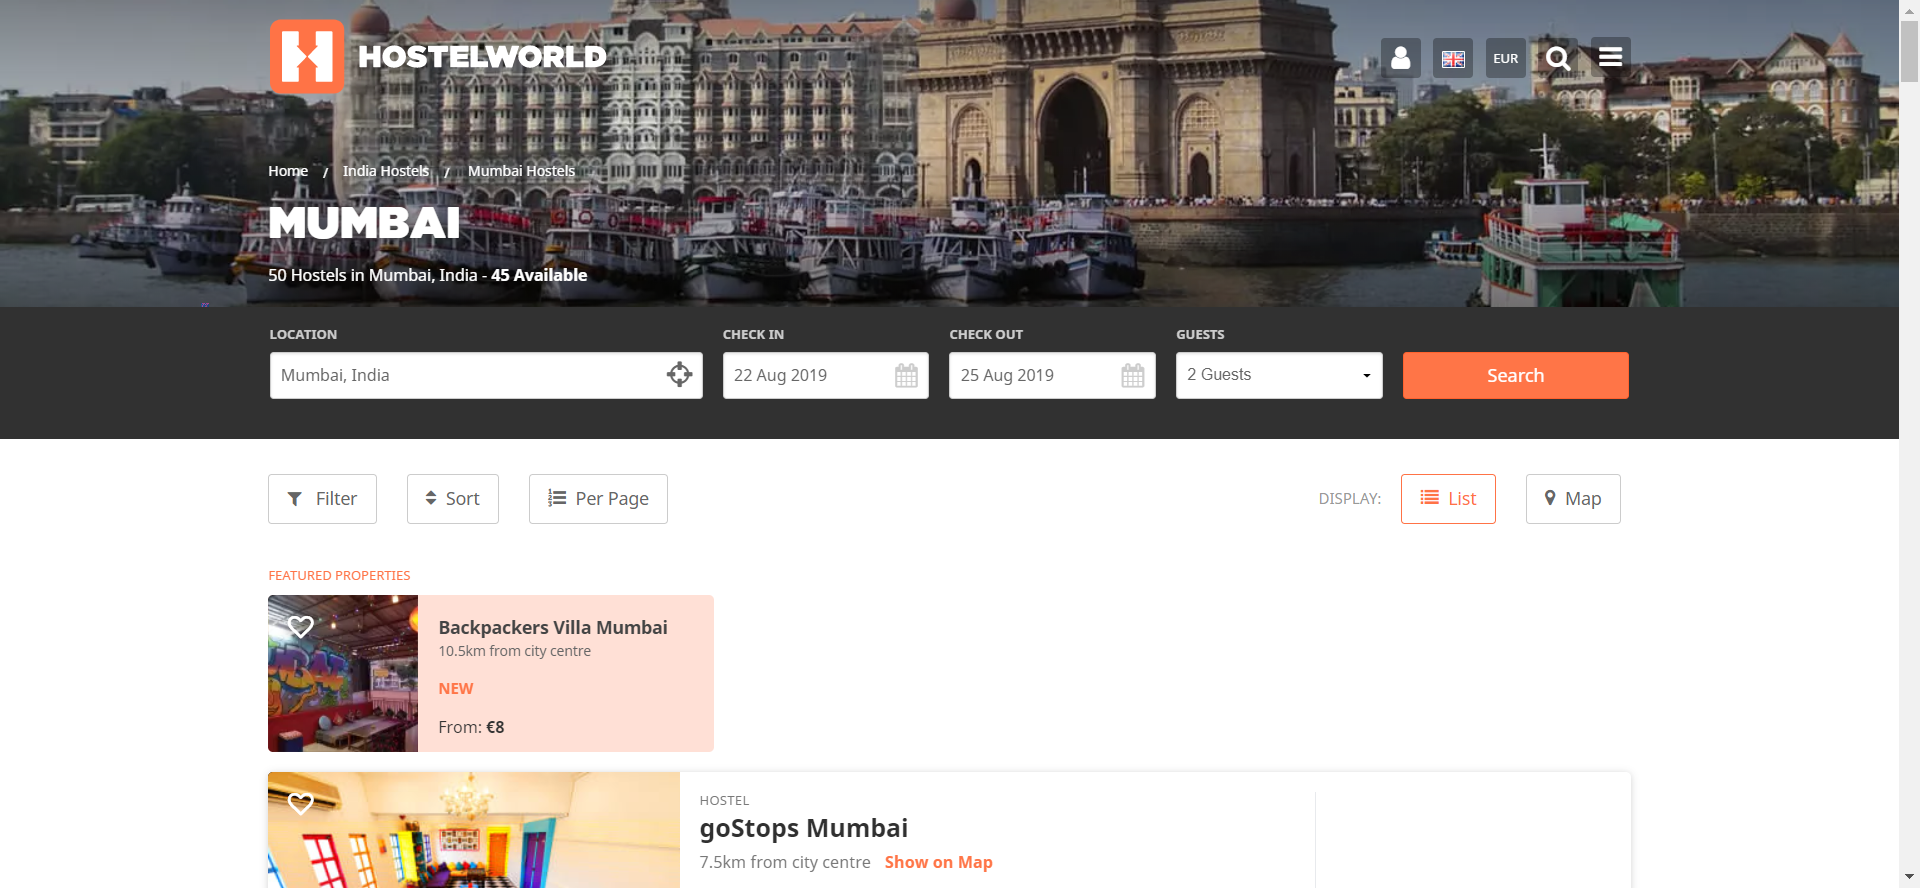 HOSTELWORLD
EUR
Home / India Hostels / Mumbai Hostels
MUMBAI
50 Hostels in Mumbai, India - 45 Available
LOCATION
CHECK IN
CHECK OUT
GUESTS
Mumbai, India
22 Aug 2019
25 Aug 2019
2 Guests
Search
Filter
Sort
Per Page
DISPLAY:
List
Map
FEATURED PROPERTIES
Backpackers Villa Mumbai
10.5km from city centre
NEW
From: €8
HOSTEL
goStops Mumbai
7.5km from city centre Show on Map